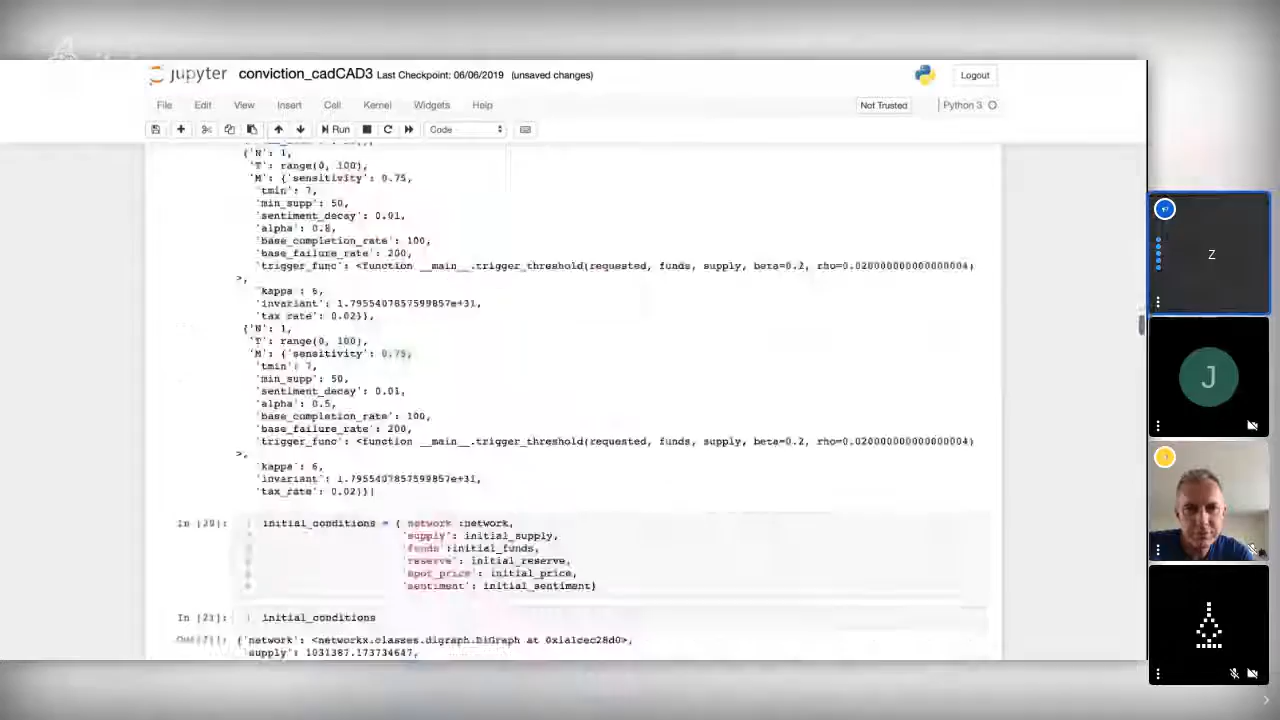 jupyter conviction_cadCAD3 Last Checkpoint: 06/06/2019 (unsaved changes)
Logout
File Edit View Insert Cell Kernel Widgets Help
Not Trusted
Python 3
Run
Code
{'N': 1,
'T': range(0, 100),
'M': {'sensitivity': 0.75,
'tmin': 7,
'min_supp': 50,
'sentiment_decay': 0.01,
'alpha': 0.8,
'base_completion_rate': 100,
'base_failure_rate': 200,
'trigger_func': <function __main__.trigger_threshold(requested, funds, supply, beta=0.2, rho=0.020000000000000004)
>,
'kappa': 6,
'invariant': 1.7955407857599857e+31,
'tax_rate': 0.02}},
{'N': 1,
'T': range(0, 100),
'M': {'sensitivity': 0.75,
'tmin': 7,
'min_supp': 50,
'sentiment_decay': 0.01,
'alpha': 0.5,
'base_completion_rate': 100,
'base_failure_rate': 200,
'trigger_func': <function __main__.trigger_threshold(requested, funds, supply, beta=0.2, rho=0.020000000000000004)
>,
'kappa': 6,
'invariant': 1.7955407857599857e+31,
'tax_rate': 0.02}}]
In [20]: initial_conditions = { 'network':network,
'supply': initial_supply,
'funds':initial_funds,
'reserve': initial_reserve,
'spot_price': initial_price,
'sentiment': initial_sentiment}
In [21]: initial_conditions
{'network': <networkx.classes.digraph.DiGraph at 0x1a1cec28d0>,
'supply': 1031387.173734647,
Z
J